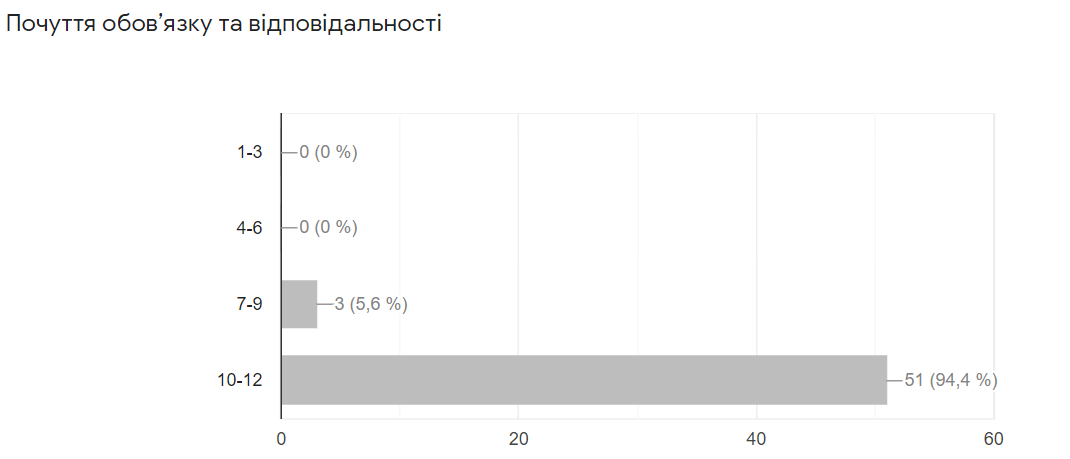 Почуття обов’язку та відповідальності
1-3 0 (0 %)
4-6 0 (0 %)
7-9 3 (5,6 %)
10-12 51 (94,4 %)
0 20 40 60